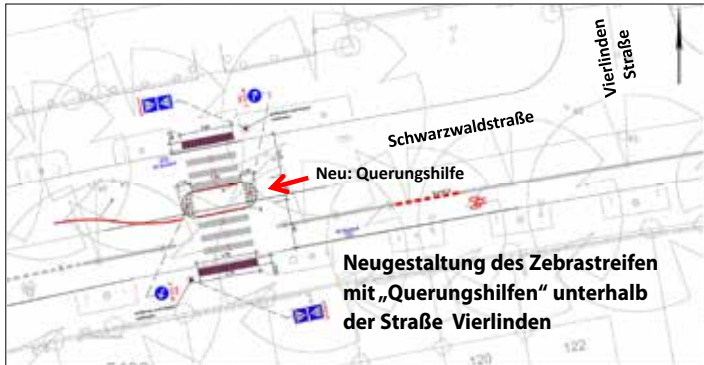 Vierlinden
Straße
Schwarzwaldstraße
Neu: Querungshilfe
Neugestaltung des Zebrastreifen
mit „Querungshilfen“ unterhalb
der Straße Vierlinden
120
122